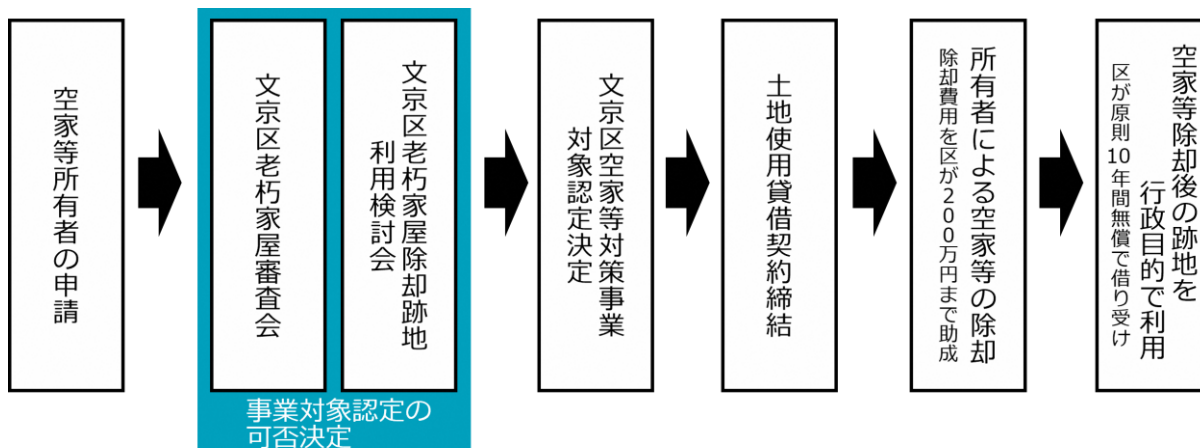 空家等所有者の申請
文京区老朽家屋審査会
文京区老朽家屋除却跡地
利用検討会
事業対象認定の
可否決定
文京区空家等対策事業
対象認定決定
土地使用貸借契約締結
所有者による空家等の除却
除却費用を区が200万円まで助成
空家等除却後の跡地を
行政目的で利用
区が原則10年間無償で借り受け